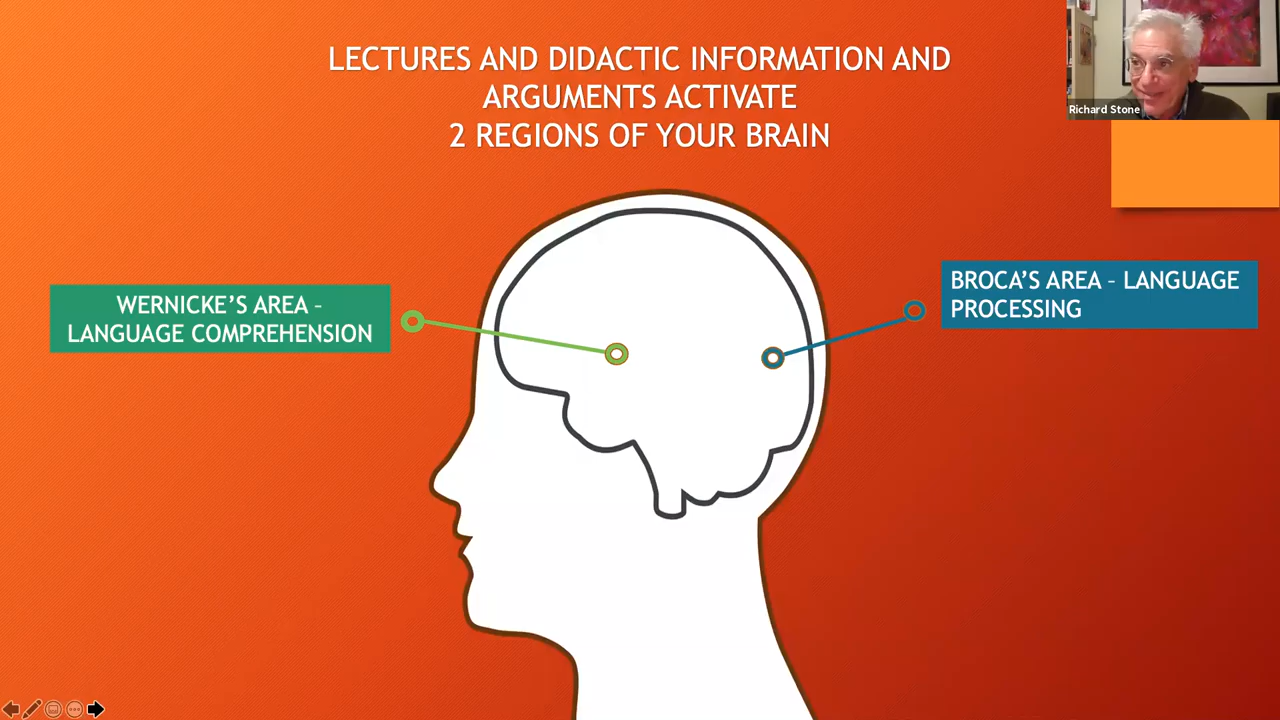 LECTURES AND DIDACTIC INFORMATION AND
ARGUMENTS ACTIVATE
2 REGIONS OF YOUR BRAIN
Richard Stone
WERNICKE’S AREA –
LANGUAGE COMPREHENSION
BROCA’S AREA – LANGUAGE
PROCESSING